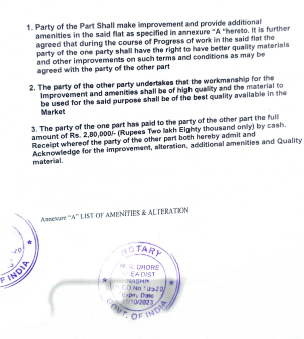 1. Party of the Part Shall make improvement and provide additional
amenities in the said flat as specified in annexure "A "hereto. It is further
agreed that during the course of Progress of work in the said flat the
party of the one party shall have the right to have better quality materials
and other improvements on such terms and conditions as may be
agreed with the party of the other part
2. The party of the other party undertakes that the workmanship for the
Improvement and amenities shall be of high quality and the material to
be used for the said purpose shall be of the best quality available in the
Market
3. The party of the one part has paid to the party of the other part the full
amount of Rs. 2,80,000/- (Rupees Two lakh Eighty thousand only) by cash.
Receipt whereof the party of the other part both hereby admit and
Acknowledge for the improvement, alteration, additional amenities and Quality
material.
Annexure "A" LIST OF AMENITIES & ALTERATION
OF INDIA
NOTARY
DHORE
DIST
NASHIK
Expiry Date
/10/2023
GOVT. OF INDIA